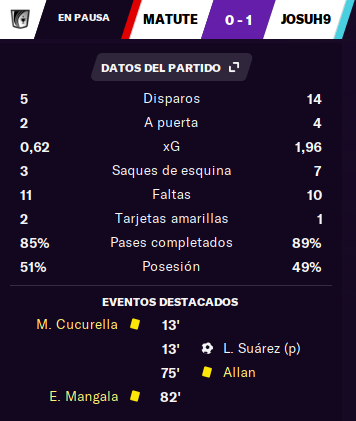 EN PAUSA MATUTE 0 - 1 JOSUH9
DATOS DEL PARTIDO
5 Disparos 14
2 A puerta 4
0,62 xG 1,96
3 Saques de esquina 7
11 Faltas 10
2 Tarjetas amarillas 1
85% Pases completados 89%
51% Posesión 49%
EVENTOS DESTACADOS
M. Cucurella 13'
13' L. Suárez (p)
75' Allan
E. Mangala 82'